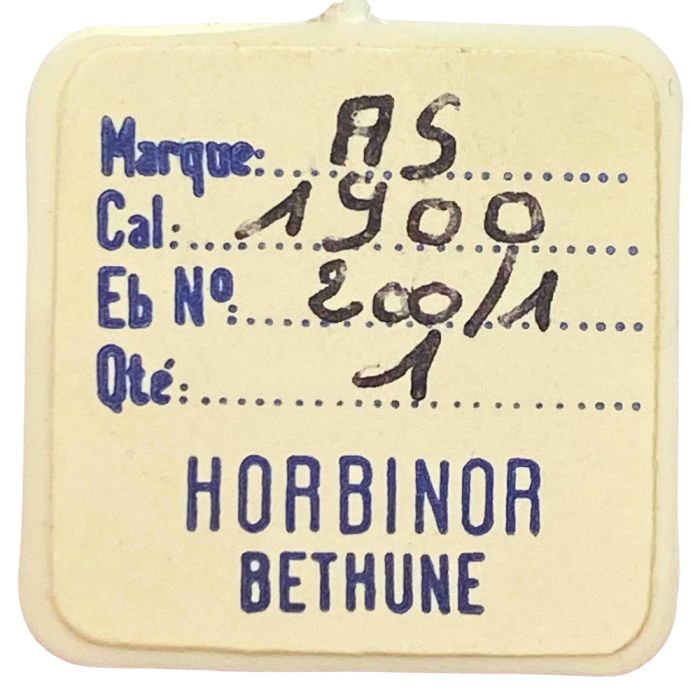 Marque: AS
Cal: 1900
Eb Nº: 200/1
Qté: 1
HORBINOR
BETHUNE